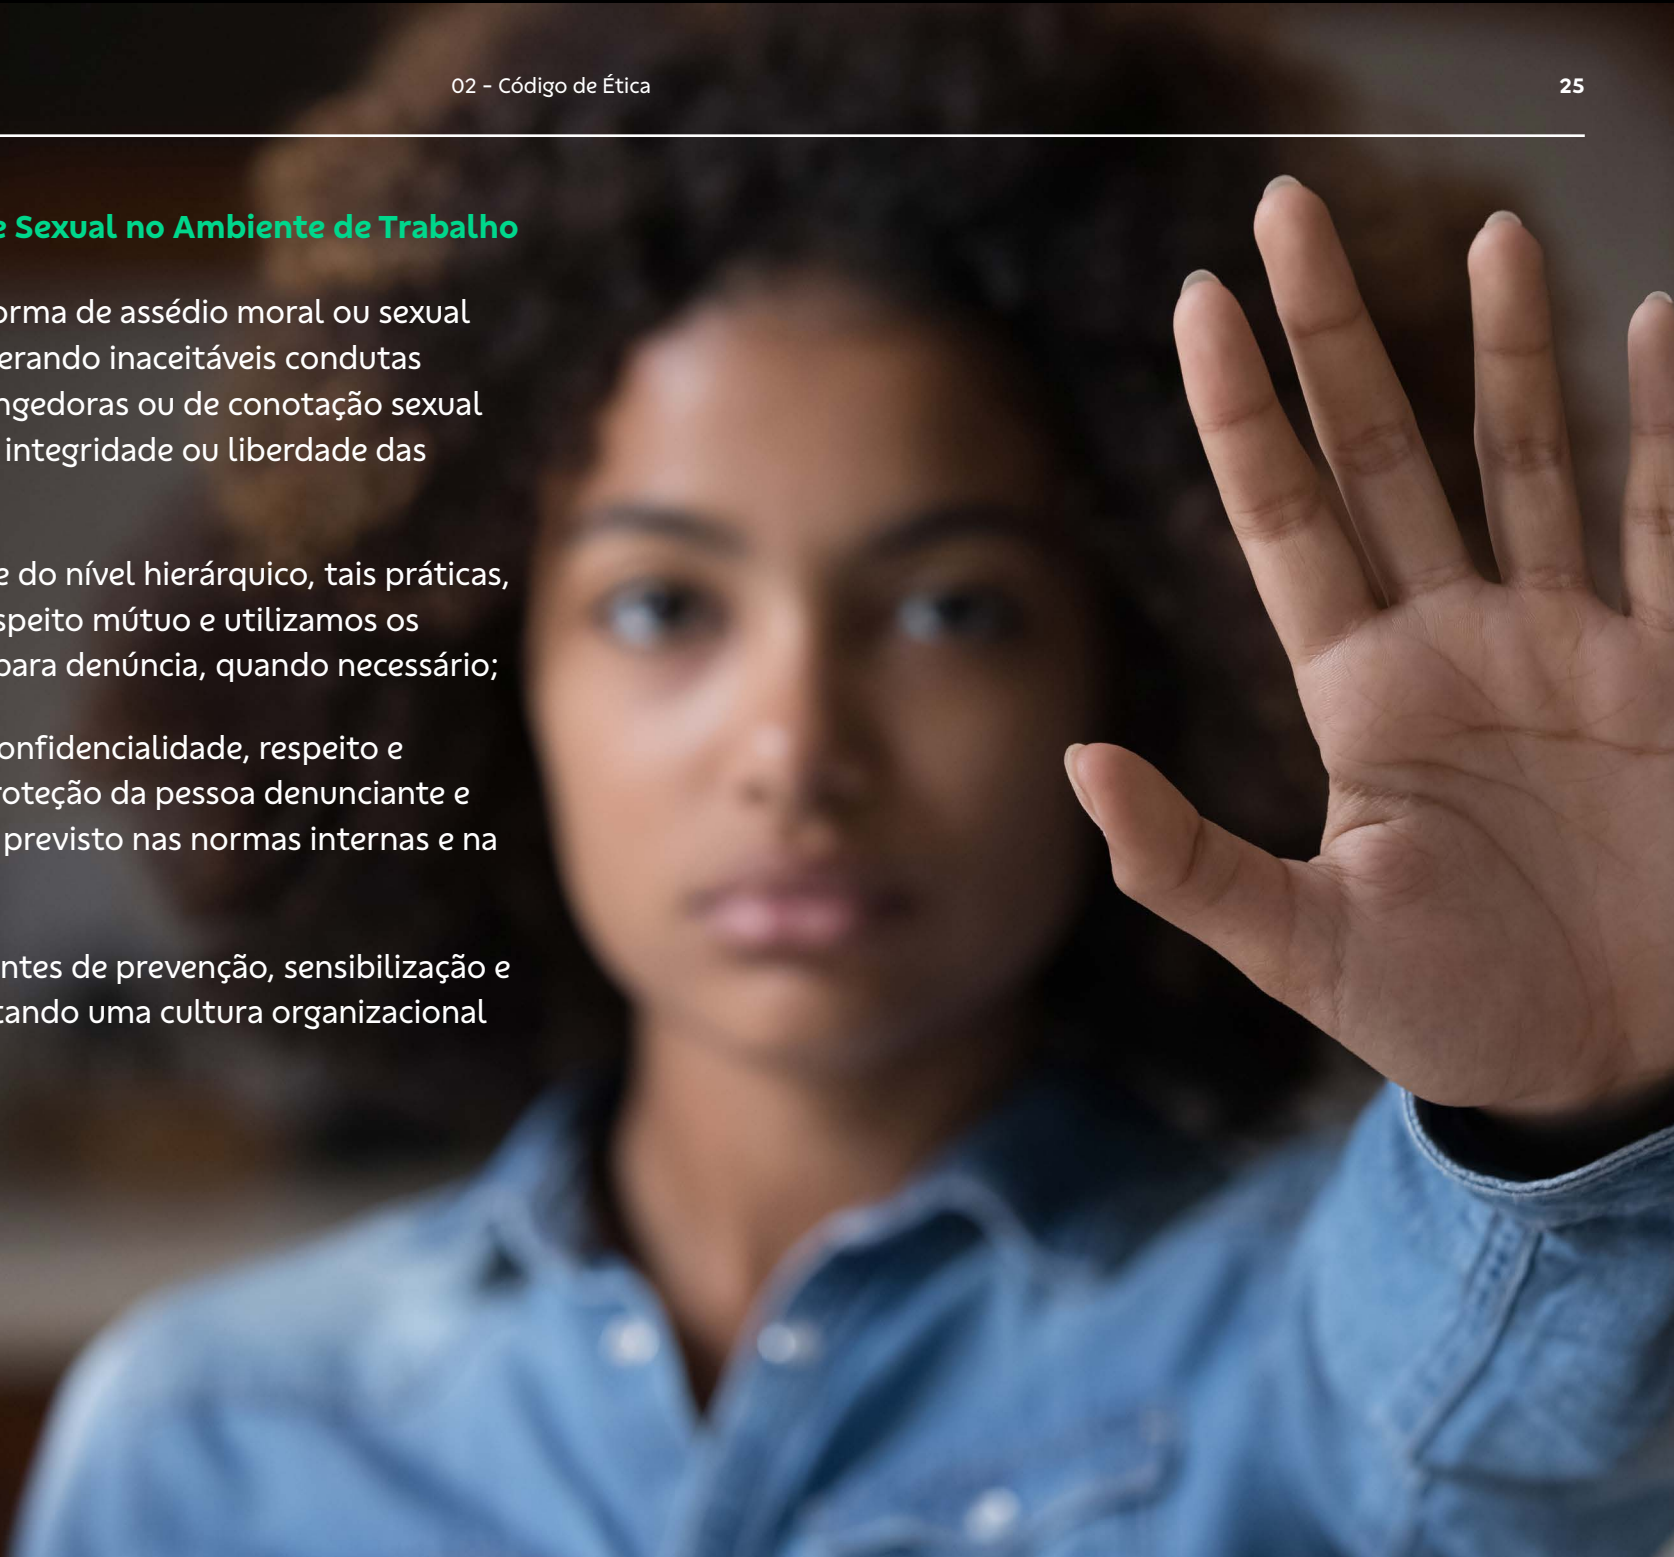 02 - Código de Ética
25
e Sexual no Ambiente de Trabalho
orma de assédio moral ou sexual
erando inaceitáveis condutas
ngedoras ou de conotação sexual
integridade ou liberdade das
e do nível hierárquico, tais práticas,
speito mútuo e utilizamos os
para denúncia, quando necessário;
onfidencialidade, respeito e
roteção da pessoa denunciante e
previsto nas normas internas e na
ntes de prevenção, sensibilização e
tando uma cultura organizacional